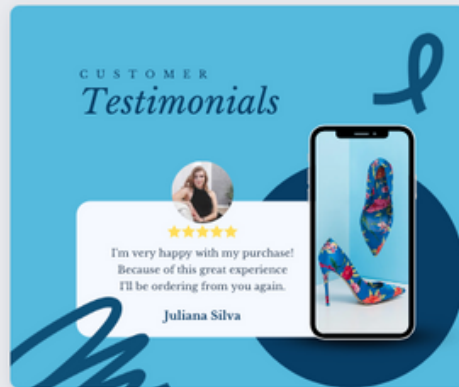 CUSTOMER
Testimonials
I'm very happy with my purchase!
Because of this great experience
I'll be ordering from you again.
Juliana Silva